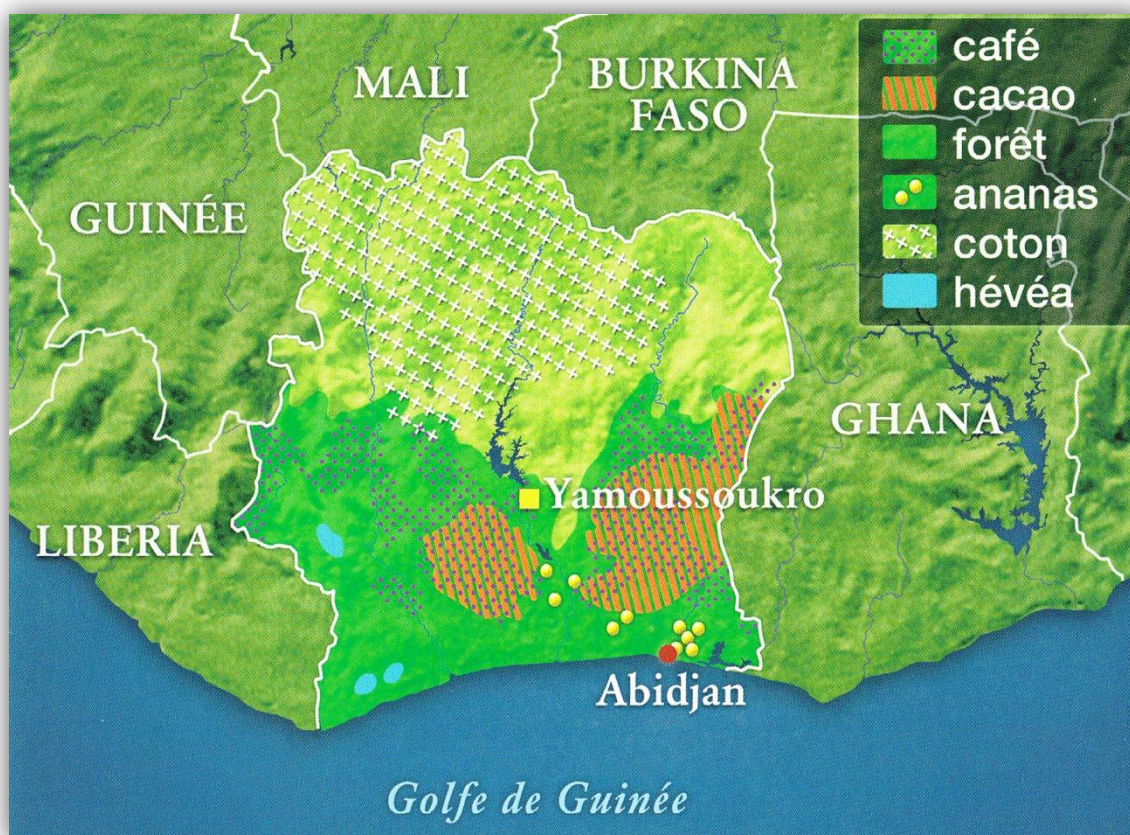 café
cacao
forêt
ananas
coton
hévéa
MALI
BURKINA
FASO
GUINÉE
GHANA
Yamoussoukro
LIBERIA
Abidjan
Golfe de Guinée